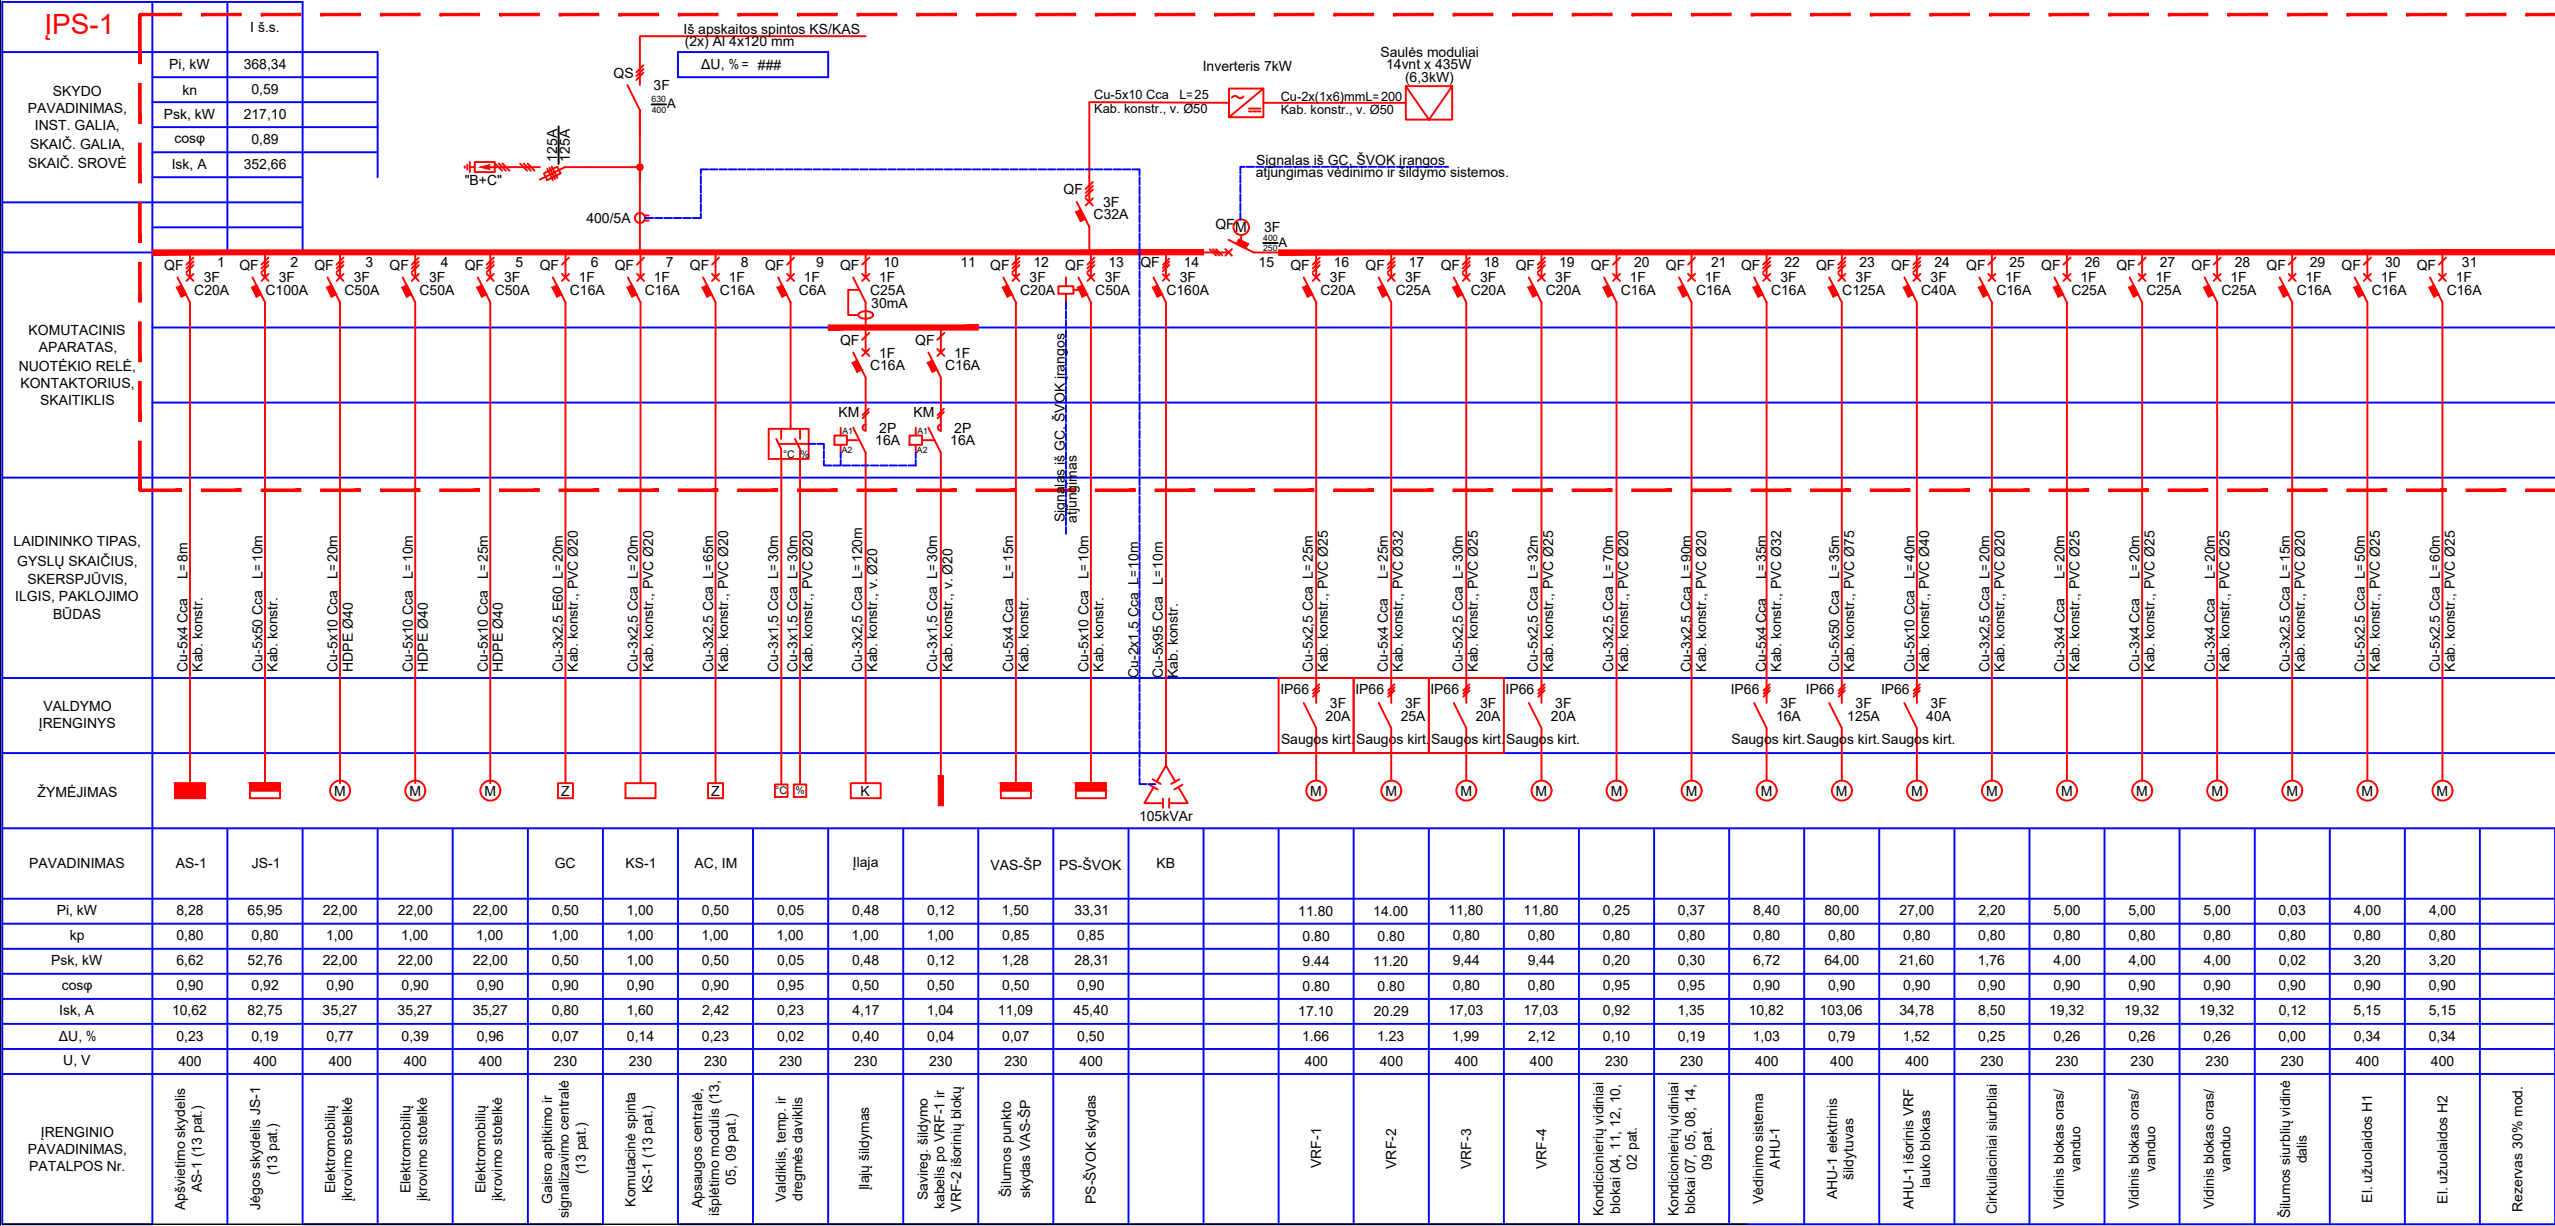 ĮPS-1
Į š.s.
SKYDO
PAVADINIMAS,
INST. GALIA,
SKAIČ. GALIA,
SKAIČ. SROVĖ
Pi, kW 368,34
kn 0,59
Psk, kW 217,10
cosφ 0,89
Isk, A 352,66
Iš apskaitos spintos KS/KAS
(2x) Al 4x120 mm
ΔU, % = ###
QS
3F
630
400 A
125A
125A
"B+C"
400/5A
Saulės moduliai
14vnt x 435W
(6,3kW)
Inverteris 7kW
Cu-5x10 Cca L=25
Kab. konstr., v. Ø50
Cu-2x(1x6)mmL=200
Kab. konstr., v. Ø50
QF
3F
C32A
Signalas iš GC, ŠVOK įrangos
atjungimas vėdinimo ir šildymo sistemos.
QF
M
3F
400
250 A
KOMUTACINIS
APARATAS,
NUOTĖKIO RELĖ,
KONTAKTORIUS,
SKAITIKLIS
QF 1 3F C20A
QF 2 3F C100A
QF 3 3F C50A
QF 4 3F C50A
QF 5 3F C50A
QF 6 1F C16A
QF 7 1F C16A
QF 8 1F C16A
QF 9 1F C6A
QF 10 1F C25A 30mA
11
QF 12 3F C20A
QF 13 3F C50A
QF 14 3F C160A
15
QF 16 3F C20A
QF 17 3F C25A
QF 18 3F C20A
QF 19 3F C20A
QF 20 1F C16A
QF 21 1F C16A
QF 22 3F C16A
QF 23 3F C125A
QF 24 3F C40A
QF 25 1F C16A
QF 26 1F C25A
QF 27 1F C25A
QF 28 1F C25A
QF 29 1F C16A
QF 30 1F C16A
QF 31 1F C16A
QF 1F C16A
QF 1F C16A
KM A1 A2 2P 16A
KM A1 A2 2P 16A
°C %
Signalas iš GC, ŠVOK įrangos
atjungimas
LAIDININKO TIPAS,
GYSLŲ SKAIČIUS,
SKERSPJŪVIS,
ILGIS, PAKLOJIMO
BŪDAS
Cu-5x4 Cca L=8m
Kab. konstr.
Cu-5x50 Cca L=10m
Kab. konstr.
Cu-5x10 Cca L=20m
HDPE Ø40
Cu-5x10 Cca L=10m
HDPE Ø40
Cu-5x10 Cca L=25m
HDPE Ø40
Cu-3x2,5 E60 L=20m
Kab. konstr., PVC Ø20
Cu-3x2,5 Cca L=20m
Kab. konstr., PVC Ø20
Cu-3x2,5 Cca L=65m
Kab. konstr., PVC Ø20
Cu-3x1,5 Cca L=30m
Cu-3x1,5 Cca L=30m
Kab. konstr., PVC Ø20
Cu-3x2,5 Cca L=120m
Kab. konstr., v. Ø20
Cu-3x1,5 Cca L=30m
Kab. konstr., v. Ø20
Cu-5x4 Cca L=15m
Kab. konstr.
Cu-5x10 Cca L=10m
Kab. konstr.
Cu-2x1,5 Cca L=10m
Cu-5x95 Cca L=10m
Kab. konstr.
Cu-5x2,5 Cca L=25m
Kab. konstr., PVC Ø25
Cu-5x4 Cca L=25m
Kab. konstr., PVC Ø32
Cu-5x2,5 Cca L=30m
Kab. konstr., PVC Ø25
Cu-5x2,5 Cca L=32m
Kab. konstr., PVC Ø25
Cu-3x2,5 Cca L=70m
Kab. konstr., PVC Ø20
Cu-3x2,5 Cca L=90m
Kab. konstr., PVC Ø25
Cu-5x4 Cca L=35m
Kab. konstr., PVC Ø32
Cu-5x50 Cca L=35m
Kab. konstr., PVC Ø75
Cu-5x10 Cca L=40m
Kab. konstr., PVC Ø40
Cu-3x2.5 Cca L=20m
Kab. konstr., PVC Ø20
Cu-3x4 Cca L=20m
Kab. konstr., PVC Ø25
Cu-3x4 Cca L=20m
Kab. konstr., PVC Ø25
Cu-3x4 Cca L=20m
Kab. konstr., PVC Ø25
Cu-3x2.5 Cca L=15m
Kab. konstr., PVC Ø20
Cu-5x2.5 Cca L=50m
Kab. konstr., PVC Ø25
Cu-5x2.5 Cca L=60m
Kab. konstr., PVC Ø25
VALDYMO
ĮRENGINYS
IP66 3F 20A Saugos kirt.
IP66 3F 25A Saugos kirt.
IP66 3F 20A Saugos kirt.
IP66 3F 20A Saugos kirt.
IP66 3F 16A Saugos kirt.
IP66 3F 125A Saugos kirt.
IP66 3F 40A Saugos kirt.
ŽYMĖJIMAS M M M Z Z °C % K M M M M M M M M M M M M M M M M
105kVAr
PAVADINIMAS AS-1 JS-1 GC KS-1 AC, IM Įlaja VAS-ŠP PS-ŠVOK KB
Pi, kW 8,28 65,95 22,00 22,00 22,00 0,50 1,00 0,50 0,05 0,48 0,12 1,50 33,31 11.80 14.00 11,80 11,80 0,25 0,37 8,40 80,00 27,00 2,20 5,00 5,00 5,00 0,03 4,00 4,00
kp 0,80 0,80 1,00 1,00 1,00 1,00 1,00 1,00 1,00 1,00 1,00 0,85 0,85 0.80 0.80 0,80 0,80 0,80 0,80 0,80 0,80 0,80 0,80 0,80 0,80 0,80 0,80 0,80 0,80
Psk, kW 6,62 52,76 22,00 22,00 22,00 0,50 1,00 0,50 0,05 0,48 0,12 1,28 28,31 9.44 11.20 9,44 9,44 0,20 0,30 6,72 64,00 21,60 1,76 4,00 4,00 4,00 0,02 3,20 3,20
cosφ 0,90 0,92 0,90 0,90 0,90 0,90 0,90 0,90 0,95 0,50 0,50 0,50 0,90 0.80 0.80 0,80 0,80 0,95 0,95 0,90 0,90 0,90 0,90 0,90 0,90 0,90 0,90 0,90 0,90
Isk, A 10,62 82,75 35,27 35,27 35,27 0,80 1,60 2,42 0,23 4,17 1,04 11,09 45,40 17.10 20.29 17,03 17,03 0,92 1,35 10,82 103,06 34,78 8,50 19,32 19,32 19,32 0,12 5,15 5,15
ΔU, % 0,23 0,19 0,77 0,39 0,96 0,07 0,14 0,23 0,02 0,40 0,04 0,07 0,50 1.66 1.23 1,99 2,12 0,10 0,19 1,03 0,79 1,52 0,25 0,26 0,26 0,26 0,00 0,34 0,34
U, V 400 400 400 400 400 230 230 230 230 230 230 230 400 400 400 400 400 230 230 400 400 400 230 230 230 230 230 400 400
ĮRENGINIO
PAVADINIMAS,
PATALPOS Nr.
Apšvietimo skydelis
AS-1 (13 pat.)
Jėgos skydelis JS-1
(13 pat.)
Elektromobilių
įkrovimo stotelkė
Elektromobilių
įkrovimo stotelkė
Elektromobilių
įkrovimo stotelkė
Gaisro aptikimo ir
signalizavimo centralė
(13 pat.)
Komutacinė spinta
KS-1 (13 pat.)
Apsaugos centralė,
išplėtimo modulis (13,
05, 09 pat.)
Valdiklis, temp. ir
dregmės daviklis
Įlajų šildymas
Savireg. šildymo
kabelis po VRF-1 ir
VRF-2 išorinių blokų
Šilumos punkto
skydas VAS-ŠP
PS-ŠVOK skydas
VRF-1
VRF-2
VRF-3
VRF-4
Kondicionierių vidiniai
blokai 04, 11, 12, 10,
02 pat.
Kondicionierių vidiniai
blokai 07, 05, 08, 14,
09 pat.
Vėdinimo sistema
AHU-1
AHU-1 elektrinis
šildytuvas
AHU-1 išorinis VRF
lauko blokas
Cirkuliaciniai siurbliai
Vidinis blokas oras/
vanduo
Vidinis blokas oras/
vanduo
Vidinis blokas oras/
vanduo
Šilumos siurblių vidinė
dalis
El. užuolaidos H1
El. užuolaidos H2
Rezervas 30% mod.